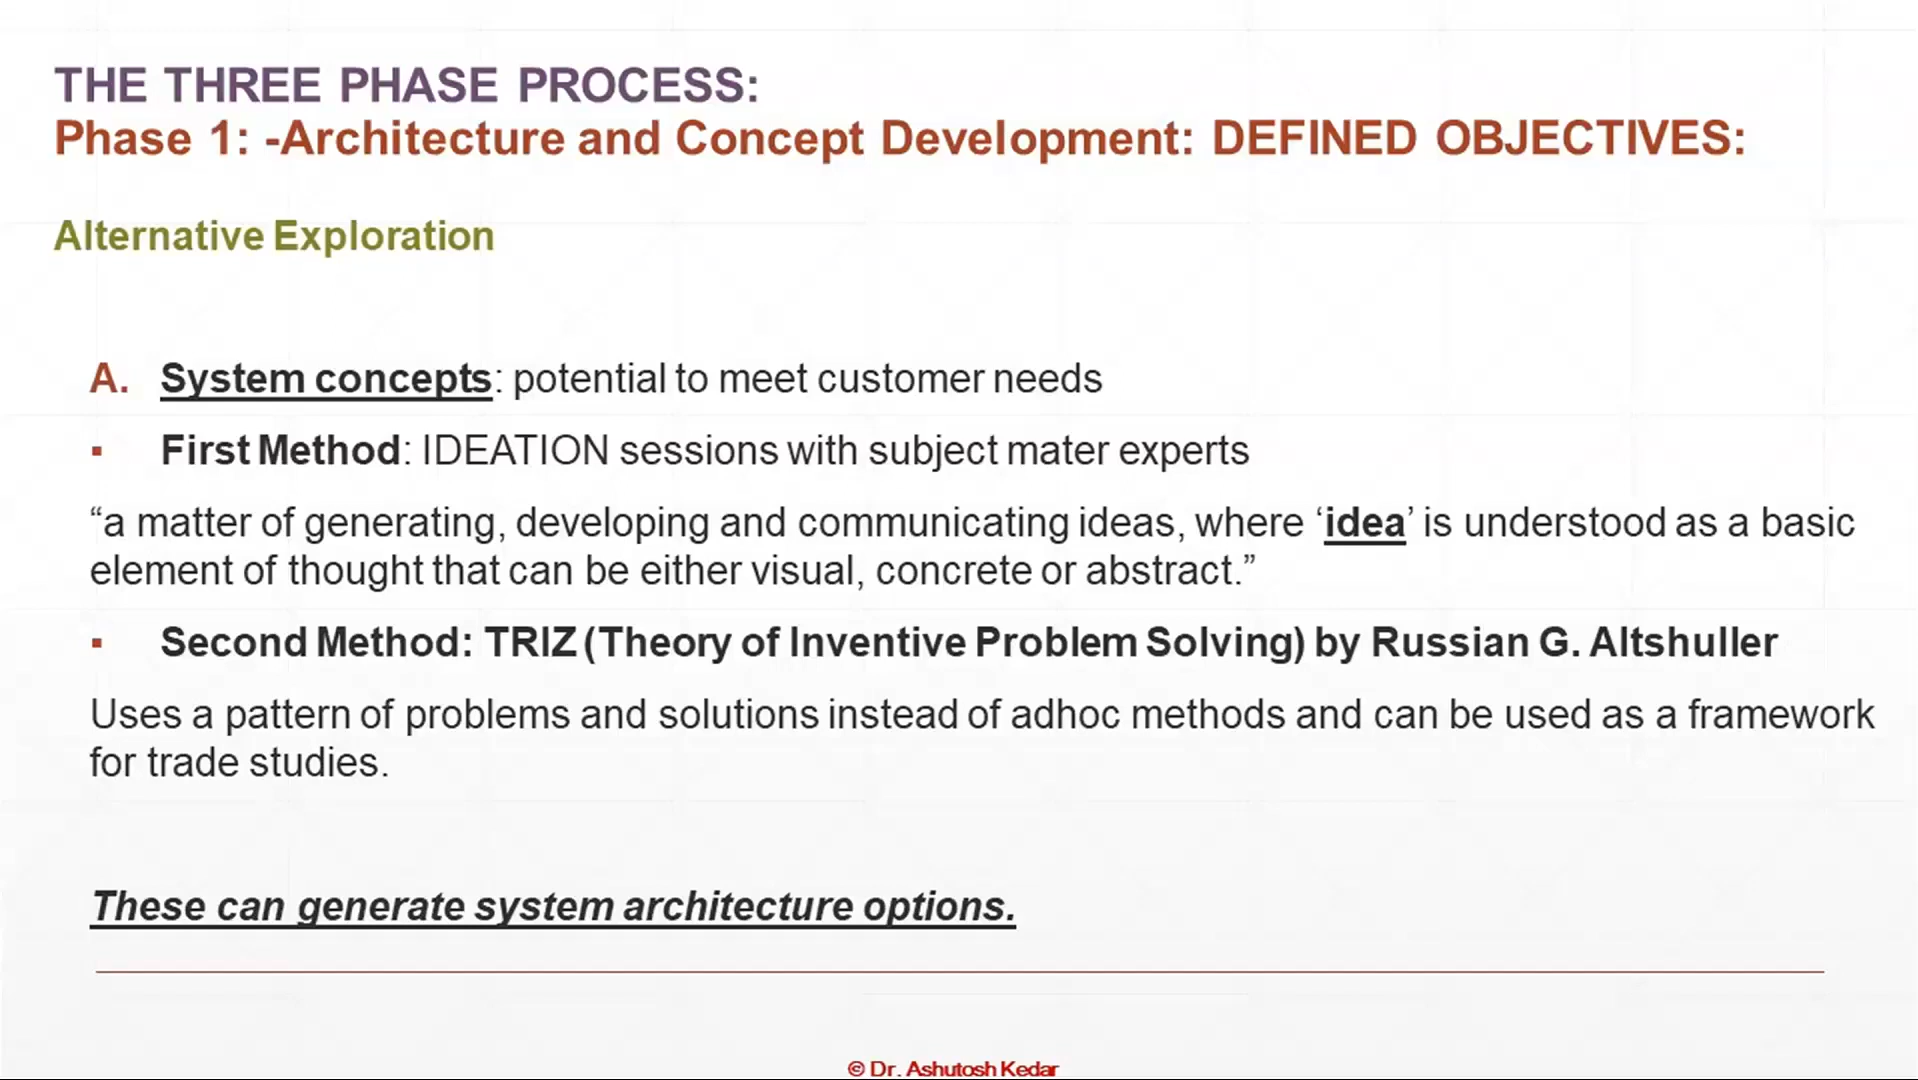 THE THREE PHASE PROCESS:
Phase 1: -Architecture and Concept Development: DEFINED OBJECTIVES:
Alternative Exploration
A. System concepts: potential to meet customer needs
▪ First Method: IDEATION sessions with subject mater experts
“a matter of generating, developing and communicating ideas, where ‘idea’ is understood as a basic
element of thought that can be either visual, concrete or abstract.”
▪ Second Method: TRIZ (Theory of Inventive Problem Solving) by Russian G. Altshuller
Uses a pattern of problems and solutions instead of adhoc methods and can be used as a framework
for trade studies.
These can generate system architecture options.
© Dr. Ashutosh Kedar